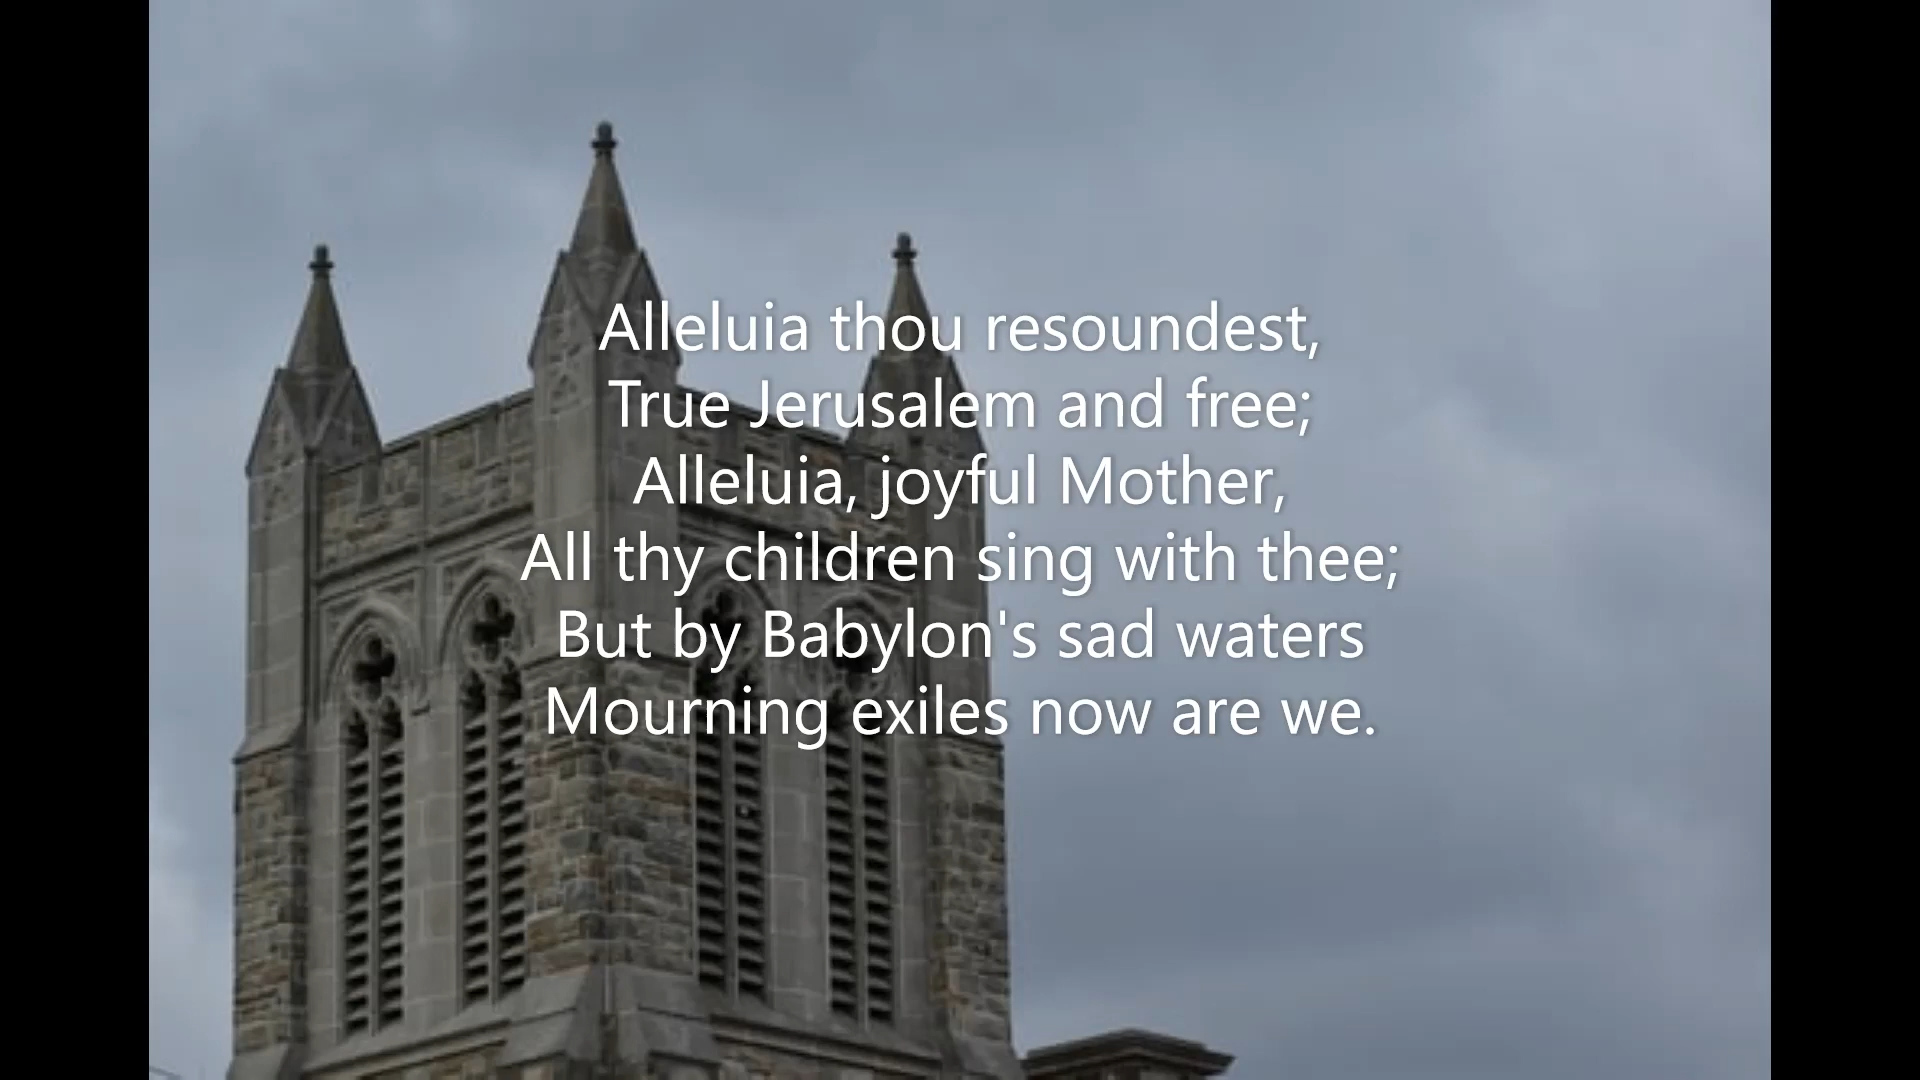 Alleluia thou resoundest,
True Jerusalem and free;
Alleluia, joyful Mother,
All thy children sing with thee;
But by Babylon's sad waters
Mourning exiles now are we.